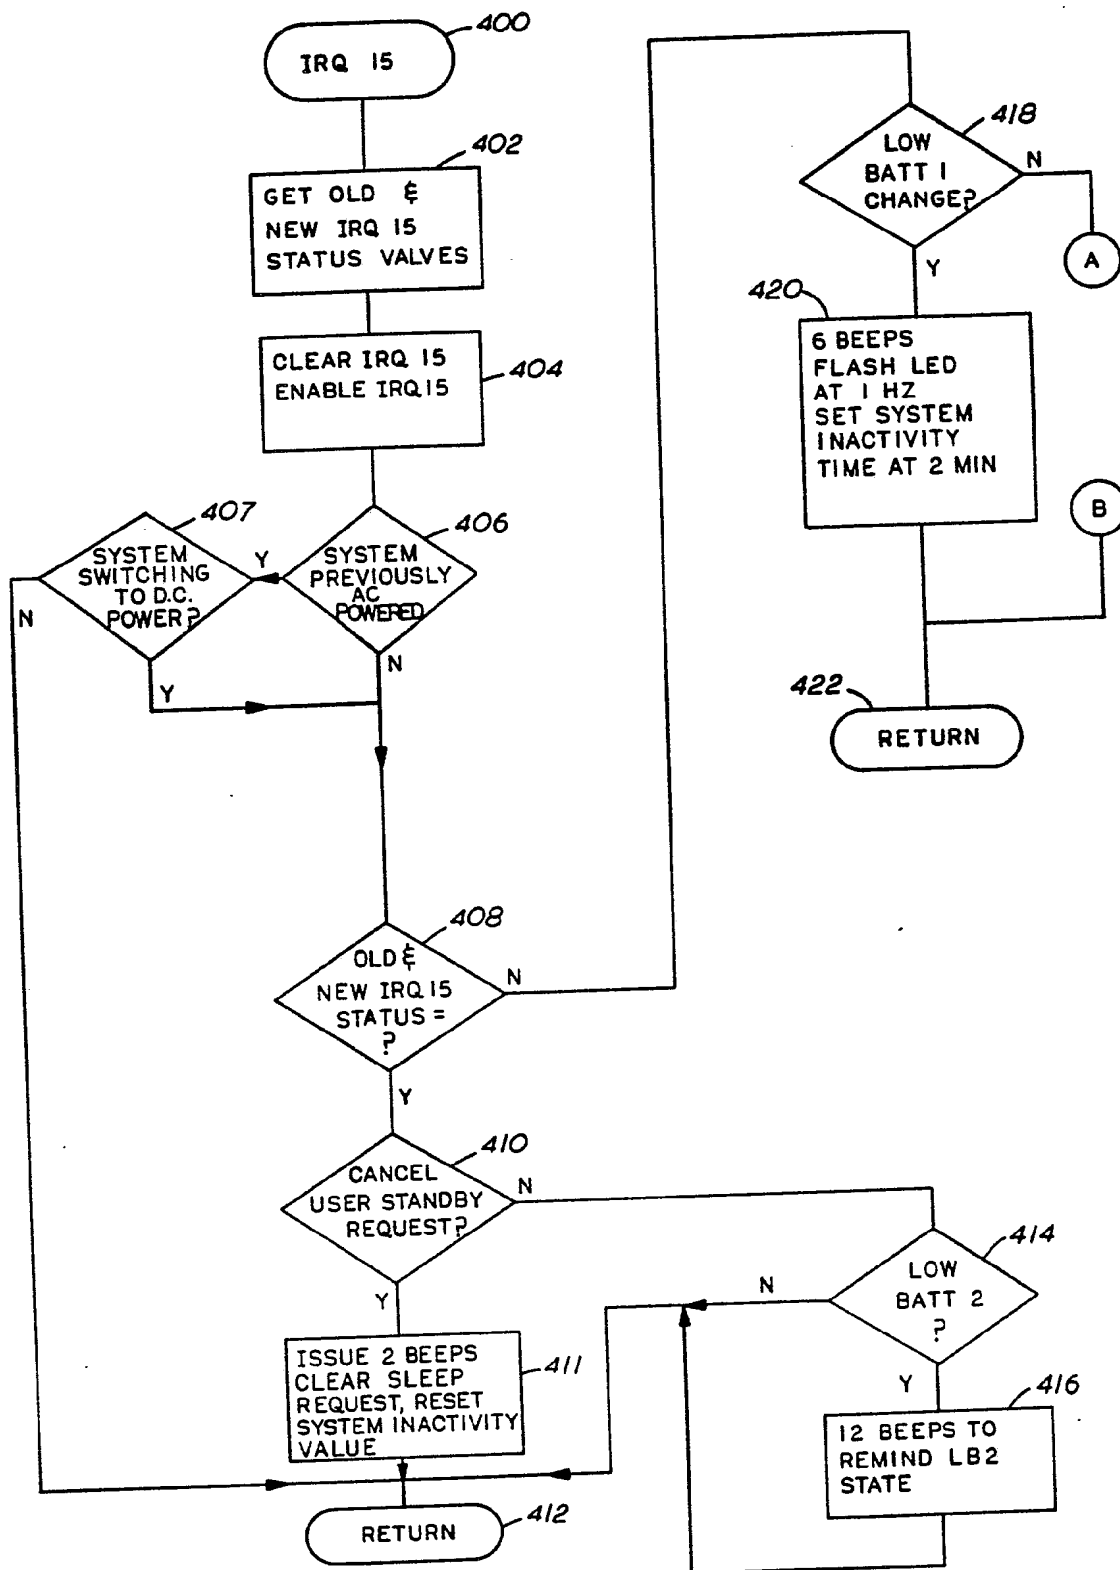 400
IRQ 15
402
GET OLD &
NEW IRQ 15
STATUS VALVES
CLEAR IRQ 15
ENABLE IRQ15
404
407
SYSTEM
SWITCHING
TO D.C.
POWER?
N
Y
Y
406
SYSTEM
PREVIOUSLY
AC
POWERED
N
408
OLD &
NEW IRQ 15
STATUS =
?
N
Y
410
CANCEL
USER STANDBY
REQUEST?
N
Y
ISSUE 2 BEEPS
CLEAR SLEEP
REQUEST, RESET
SYSTEM INACTIVITY
VALUE
411
RETURN
412
414
LOW
BATT 2
?
N
Y
416
12 BEEPS TO
REMIND LB2
STATE
418
LOW
BATT 1
CHANGE?
N
A
Y
420
6 BEEPS
FLASH LED
AT 1 HZ
SET SYSTEM
INACTIVITY
TIME AT 2 MIN
B
422
RETURN